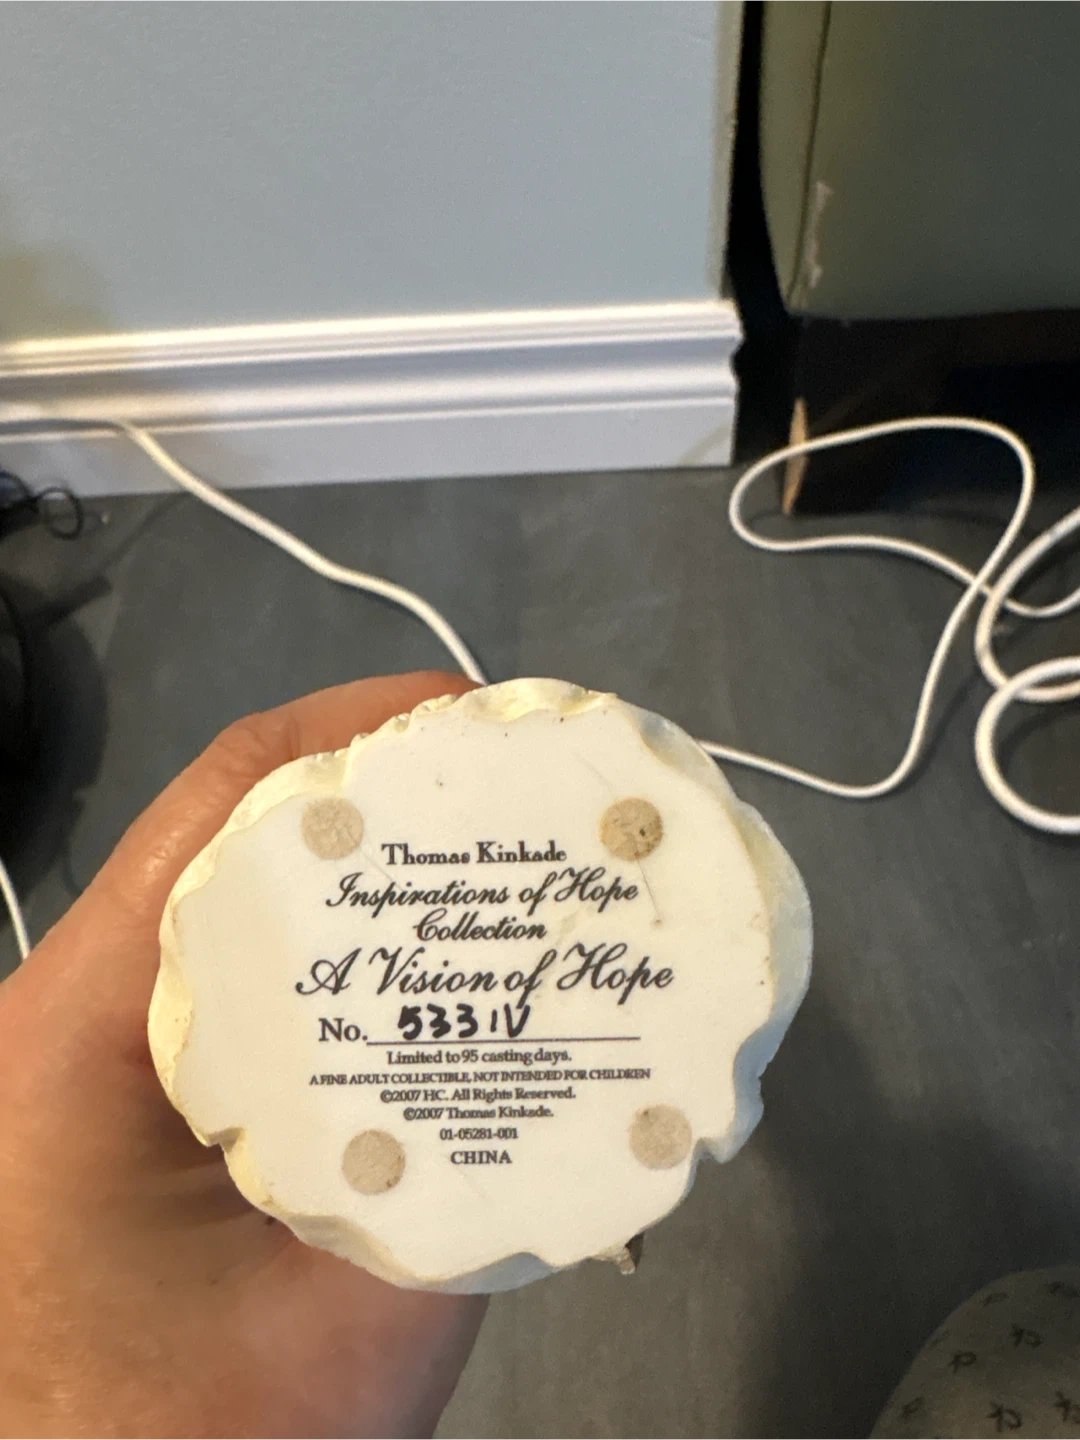 Thomas Kinkade
Inspirations of Hope
Collection
A Vision of Hope
No. 5331V
Limited to 95 casting days.
A FINE ADULT COLLECTIBLE, NOT INTENDED FOR CHILDREN
©2007 HC. All Rights Reserved.
©2007 Thomas Kinkade.
01-05281-001
CHINA